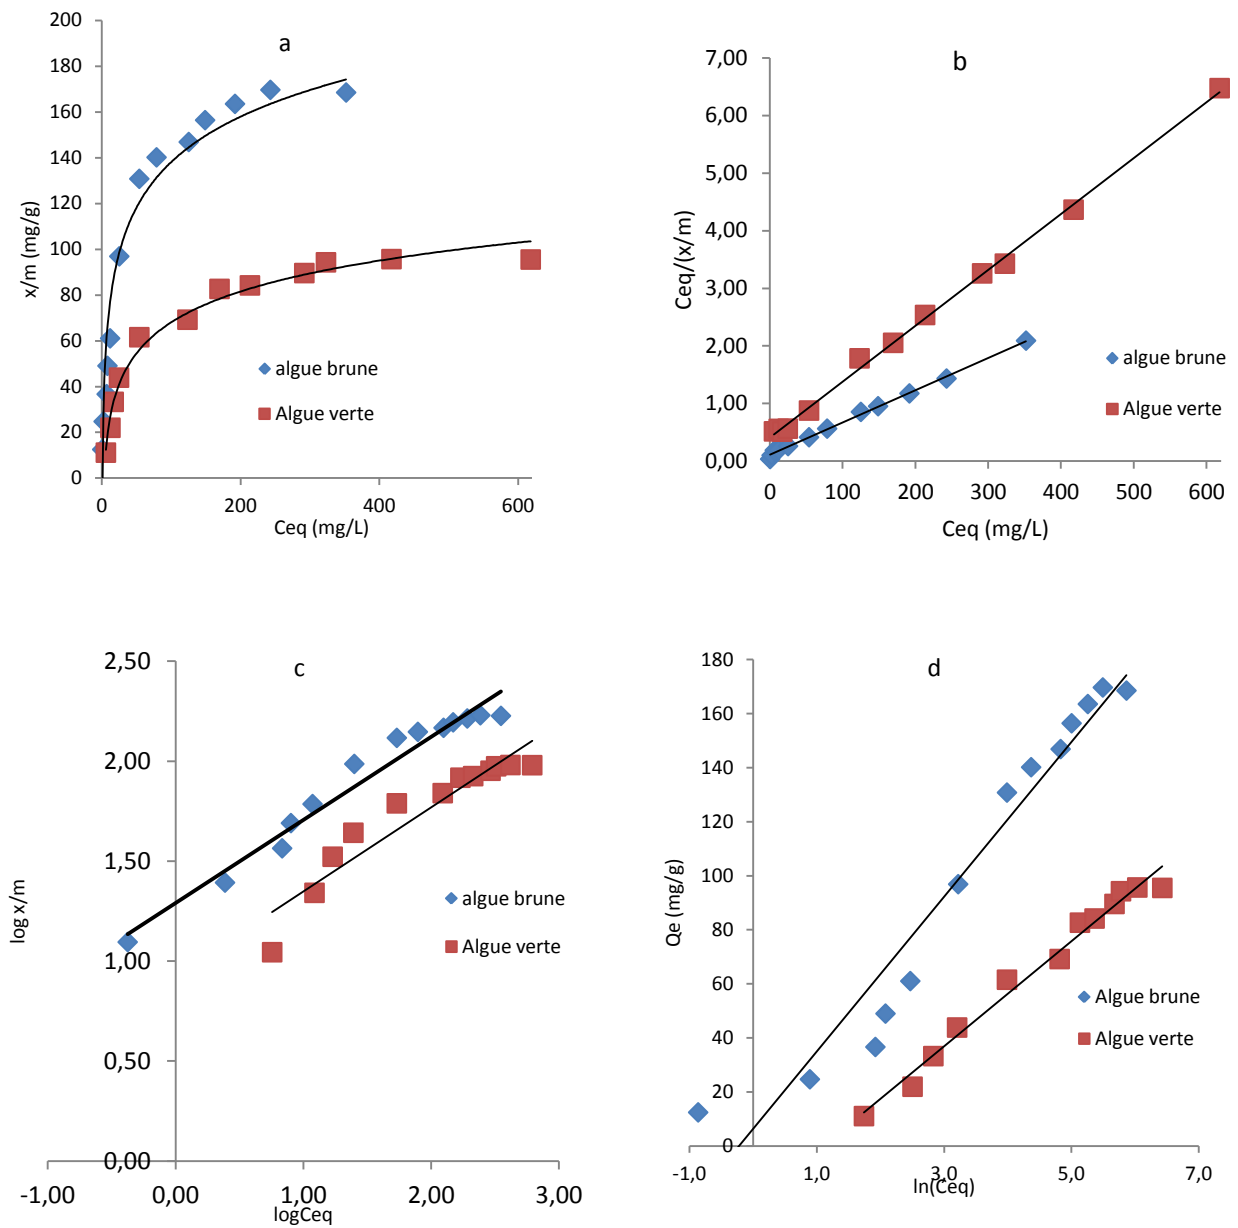 a
200
180
160
140
120
100
80
60
40
20
0
x/m (mg/g)
0
200
400
600
Ceq (mg/L)
algue brune
Algue verte
b
7,00
6,00
5,00
4,00
3,00
2,00
1,00
0,00
Ceq/(x/m)
0
100
200
300
400
500
600
Ceq (mg/L)
algue brune
Algue verte
c
2,50
2,00
1,50
1,00
0,50
0,00
log x/m
-1,00
0,00
1,00
2,00
3,00
logCeq
algue brune
Algue verte
d
180
160
140
120
100
80
60
40
20
0
Qe (mg/g)
-1,0
1,0
3,0
5,0
7,0
ln(Ceq)
Algue brune
Algue verte